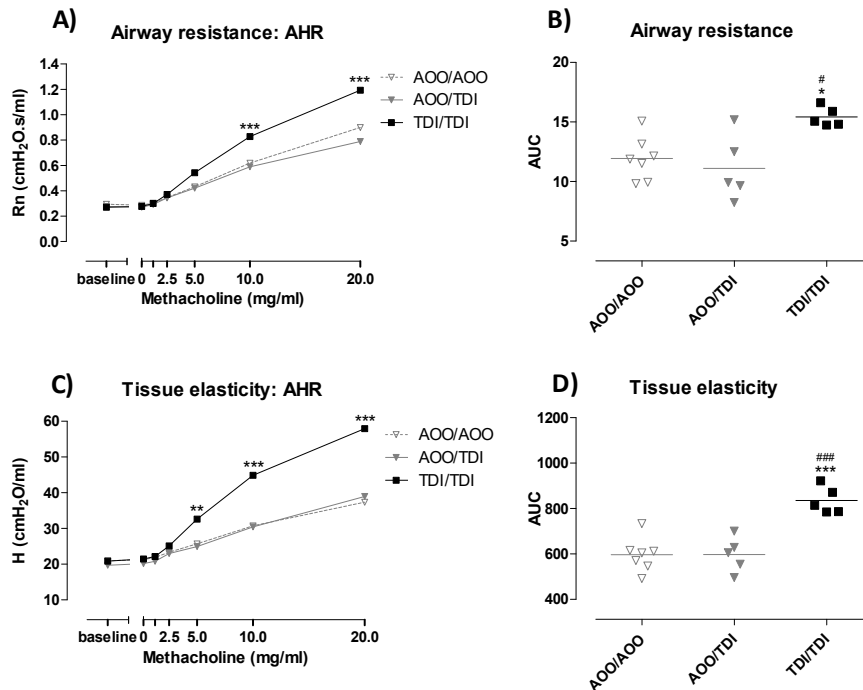 A)
Airway resistance: AHR
Rn (cmH₂O.s/ml)
1.4
1.2
1.0
0.8
0.6
0.4
0.2
0.0
***
***
AOO/AOO
AOO/TDI
TDI/TDI
baseline 0 2.5 5.0 10.0 20.0
Methacholine (mg/ml)
B)
Airway resistance
AUC
20
15
10
5
#
*
AOO/AOO
AOO/TDI
TDI/TDI
C)
Tissue elasticity: AHR
H (cmH₂O/ml)
60
50
40
30
20
10
**
***
***
AOO/AOO
AOO/TDI
TDI/TDI
baseline 0 2.5 5.0 10.0 20.0
Methacholine (mg/ml)
D)
Tissue elasticity
AUC
1200
1000
800
600
400
###
***
AOO/AOO
AOO/TDI
TDI/TDI